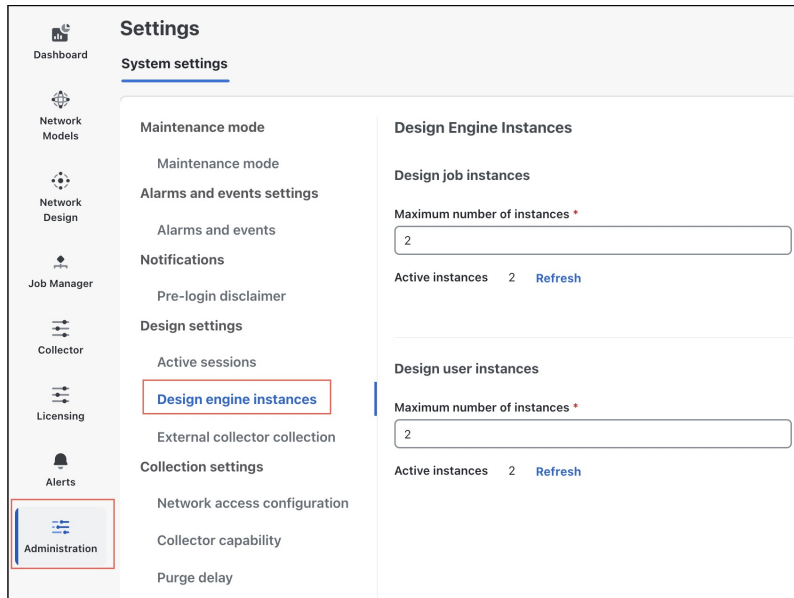 Dashboard
Network
Models
Network
Design
Job Manager
Collector
Licensing
Alerts
Administration
Settings
System settings
Maintenance mode
Maintenance mode
Alarms and events settings
Alarms and events
Notifications
Pre-login disclaimer
Design settings
Active sessions
Design engine instances
External collector collection
Collection settings
Network access configuration
Collector capability
Purge delay
Design Engine Instances
Design job instances
Maximum number of instances *
2
Active instances 2 Refresh
Design user instances
Maximum number of instances *
2
Active instances 2 Refresh